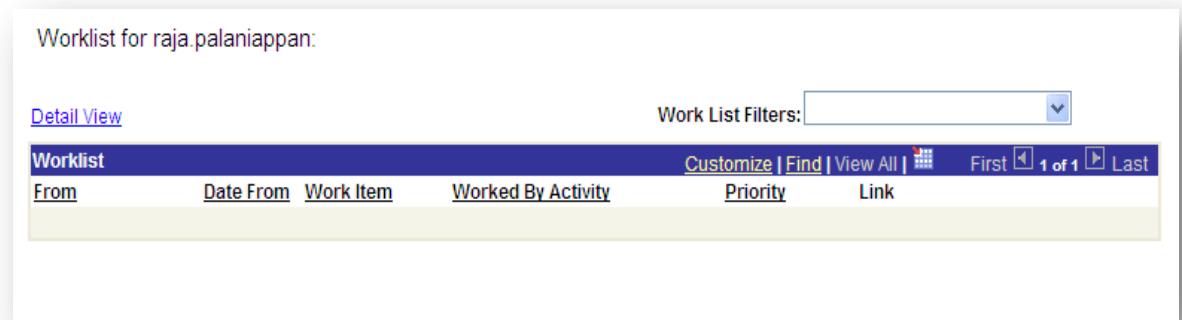 Worklist for raja.palaniappan:
Detail View Work List Filters:
Worklist Customize | Find | View All | First 1 of 1 Last
From Date From Work Item Worked By Activity Priority Link